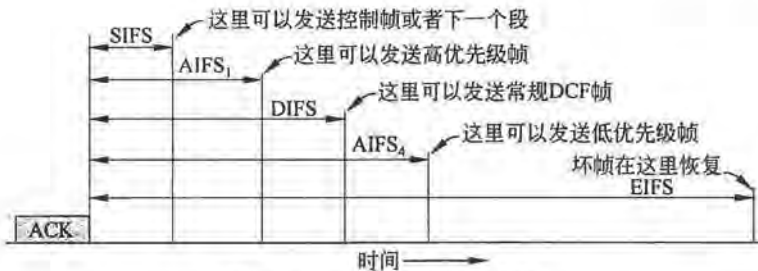 SIFS
这里可以发送控制帧或者下一个段
AIFS₁
这里可以发送高优先级帧
DIFS
这里可以发送常规DCF帧
AIFS₄
这里可以发送低优先级帧
坏帧在这里恢复
EIFS
ACK
时间